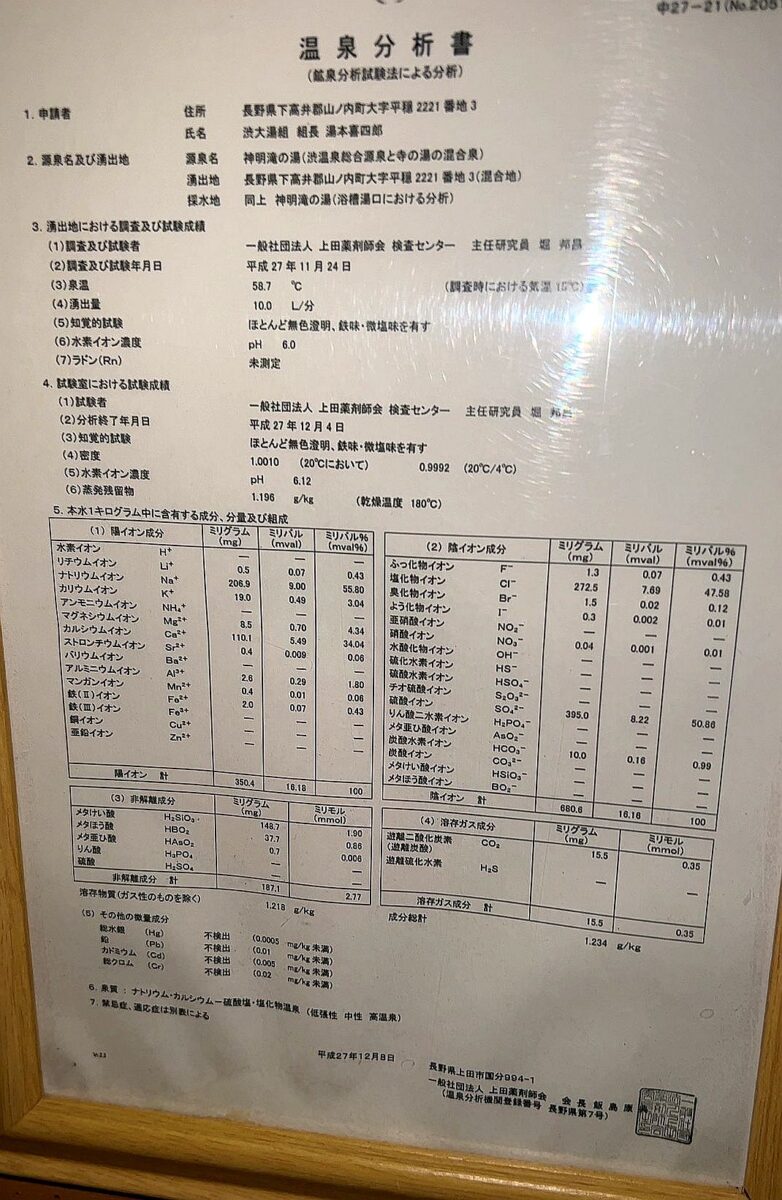 中27-21(No.205
温泉分析書
(鉱泉分析試験法による分析)
1. 申請者 住所 長野県下高井郡山ノ内町大字平穏 2221 番地 3
氏名 渋大湯組 組長 湯本喜四郎
2. 源泉名及び湧出地 源泉名 神明滝の湯(渋温泉総合源泉と寺の湯の混合泉)
湧出地 長野県下高井郡山ノ内町大字平穏 2221 番地 3(混合地)
採水地 同上 神明滝の湯(浴槽湯口における分析)
3. 湧出地における調査及び試験成績
(1)調査及び試験者 一般社団法人 上田薬剤師会 検査センター 主任研究員 堀 邦昌
(2)調査及び試験年月日 平成 27 年 11 月 24 日
(3)泉温 58.7 ℃ (調査時における気温 15℃)
(4)湧出量 10.0 L/分
(5)知覚的試験 ほとんど無色澄明、鉄味・微塩味を有す
(6)水素イオン濃度 pH 6.0
(7)ラドン(Rn) 未測定
4. 試験室における試験成績
(1)試験者 一般社団法人 上田薬剤師会 検査センター 主任研究員 堀 邦昌
(2)分析終了年月日 平成 27 年 12 月 4 日
(3)知覚的試験 ほとんど無色澄明、鉄味・微塩味を有す
(4)密度 1.0010 (20℃において) 0.9992 (20℃/4℃)
(5)水素イオン濃度 pH 6.12
(6)蒸発残留物 1.196 g/kg (乾燥温度 180℃)
5. 本水1キログラム中に含有する成分、分量及び組成
(1) 陽イオン成分 ミリグラム(mg) ミリバル(mval) ミリバル%(mval%)
水素イオン H⁺ — — —
リチウムイオン Li⁺ 0.5 0.07 0.43
ナトリウムイオン Na⁺ 206.9 9.00 55.80
カリウムイオン K⁺ 19.0 0.49 3.04
アンモニウムイオン NH₄⁺ — — —
マグネシウムイオン Mg²⁺ 8.5 0.70 4.34
カルシウムイオン Ca²⁺ 110.1 5.49 34.04
ストロンチウムイオン Sr²⁺ 0.4 0.009 0.06
バリウムイオン Ba²⁺ — — —
アルミニウムイオン Al³⁺ 2.6 0.29 1.80
マンガンイオン Mn²⁺ 0.4 0.01 0.06
鉄(Ⅱ)イオン Fe²⁺ 2.0 0.07 0.43
鉄(Ⅲ)イオン Fe³⁺ — — —
銅イオン Cu²⁺ — — —
亜鉛イオン Zn²⁺ — — —
陽イオン 計 350.4 16.18 100
(2) 陰イオン成分 ミリグラム(mg) ミリバル(mval) ミリバル%(mval%)
ふっ化物イオン F⁻ 1.3 0.07 0.43
塩化物イオン Cl⁻ 272.5 7.69 47.58
臭化物イオン Br⁻ 1.5 0.02 0.12
よう化物イオン I⁻ 0.3 0.002 0.01
亜硝酸イオン NO₂⁻ — — —
硝酸イオン NO₃⁻ 0.04 0.001 0.01
水酸化物イオン OH⁻ — — —
硫化水素イオン HS⁻ — — —
硫酸水素イオン HSO₄⁻ — — —
チオ硫酸イオン S₂O₃²⁻ — — —
硫酸イオン SO₄²⁻ 395.0 8.22 50.86
りん酸二水素イオン H₂PO₄⁻ — — —
メタ亜ひ酸イオン AsO₂⁻ — — —
炭酸水素イオン HCO₃⁻ 10.0 0.16 0.99
炭酸イオン CO₃²⁻ — — —
メタけい酸イオン HSiO₃⁻ — — —
メタほう酸イオン BO₂⁻ — — —
陰イオン 計 680.6 16.16 100
(3) 非解離成分 ミリグラム(mg) ミリモル(mmol)
メタけい酸 H₂SiO₃ 148.7 1.90
メタほう酸 HBO₂ 37.7 0.86
メタ亜ひ酸 HAsO₂ 0.7 0.006
りん酸 H₃PO₄ — —
硫酸 H₂SO₄ — —
非解離成分 計 187.1 2.77
溶存物質(ガス性のものを除く) 1.218 g/kg
(4) 溶存ガス成分 ミリグラム(mg) ミリモル(mmol)
遊離二酸化炭素 CO₂ 15.5 0.35
(遊離炭酸)
遊離硫化水素 H₂S — —
溶存ガス成分 計 15.5 0.35
成分総計 1.234 g/kg
(5) その他の微量成分
総水銀 (Hg) 不検出 (0.0005 mg/kg 未満)
鉛 (Pb) 不検出 (0.01 mg/kg 未満)
カドミウム (Cd) 不検出 (0.005 mg/kg 未満)
総クロム (Cr) 不検出 (0.02 mg/kg 未満)
6. 泉質 : ナトリウム・カルシウムー硫酸塩・塩化物温泉 (低張性 中性 高温泉)
7. 禁忌症、適応症は別表による
平成27年12月8日
長野県上田市国分994-1
一般社団法人 上田薬剤師会 会長 飯島 康
(温泉分析機関登録番号 長野県第7号)